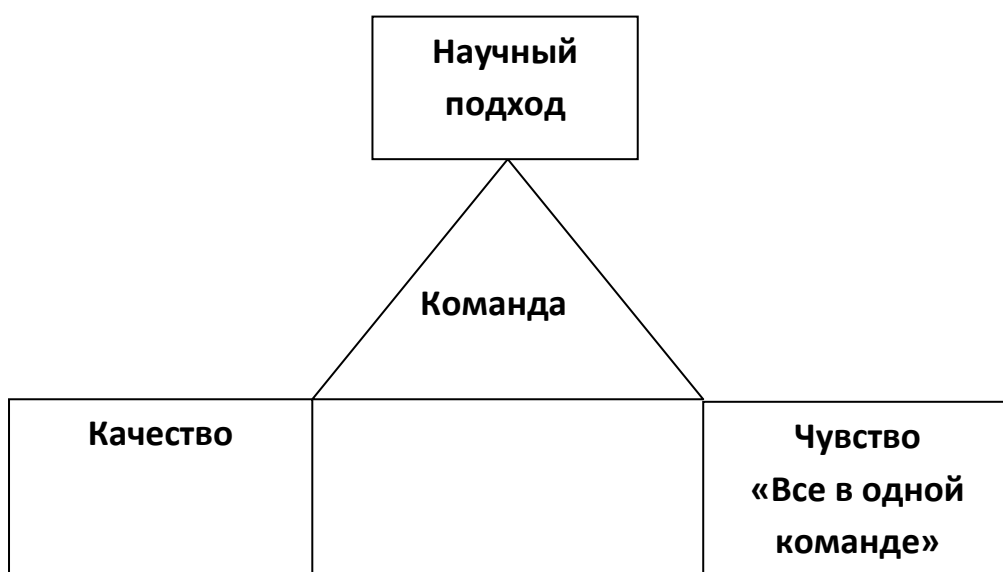 Научный
подход
Команда
Качество
Чувство
«Все в одной
команде»